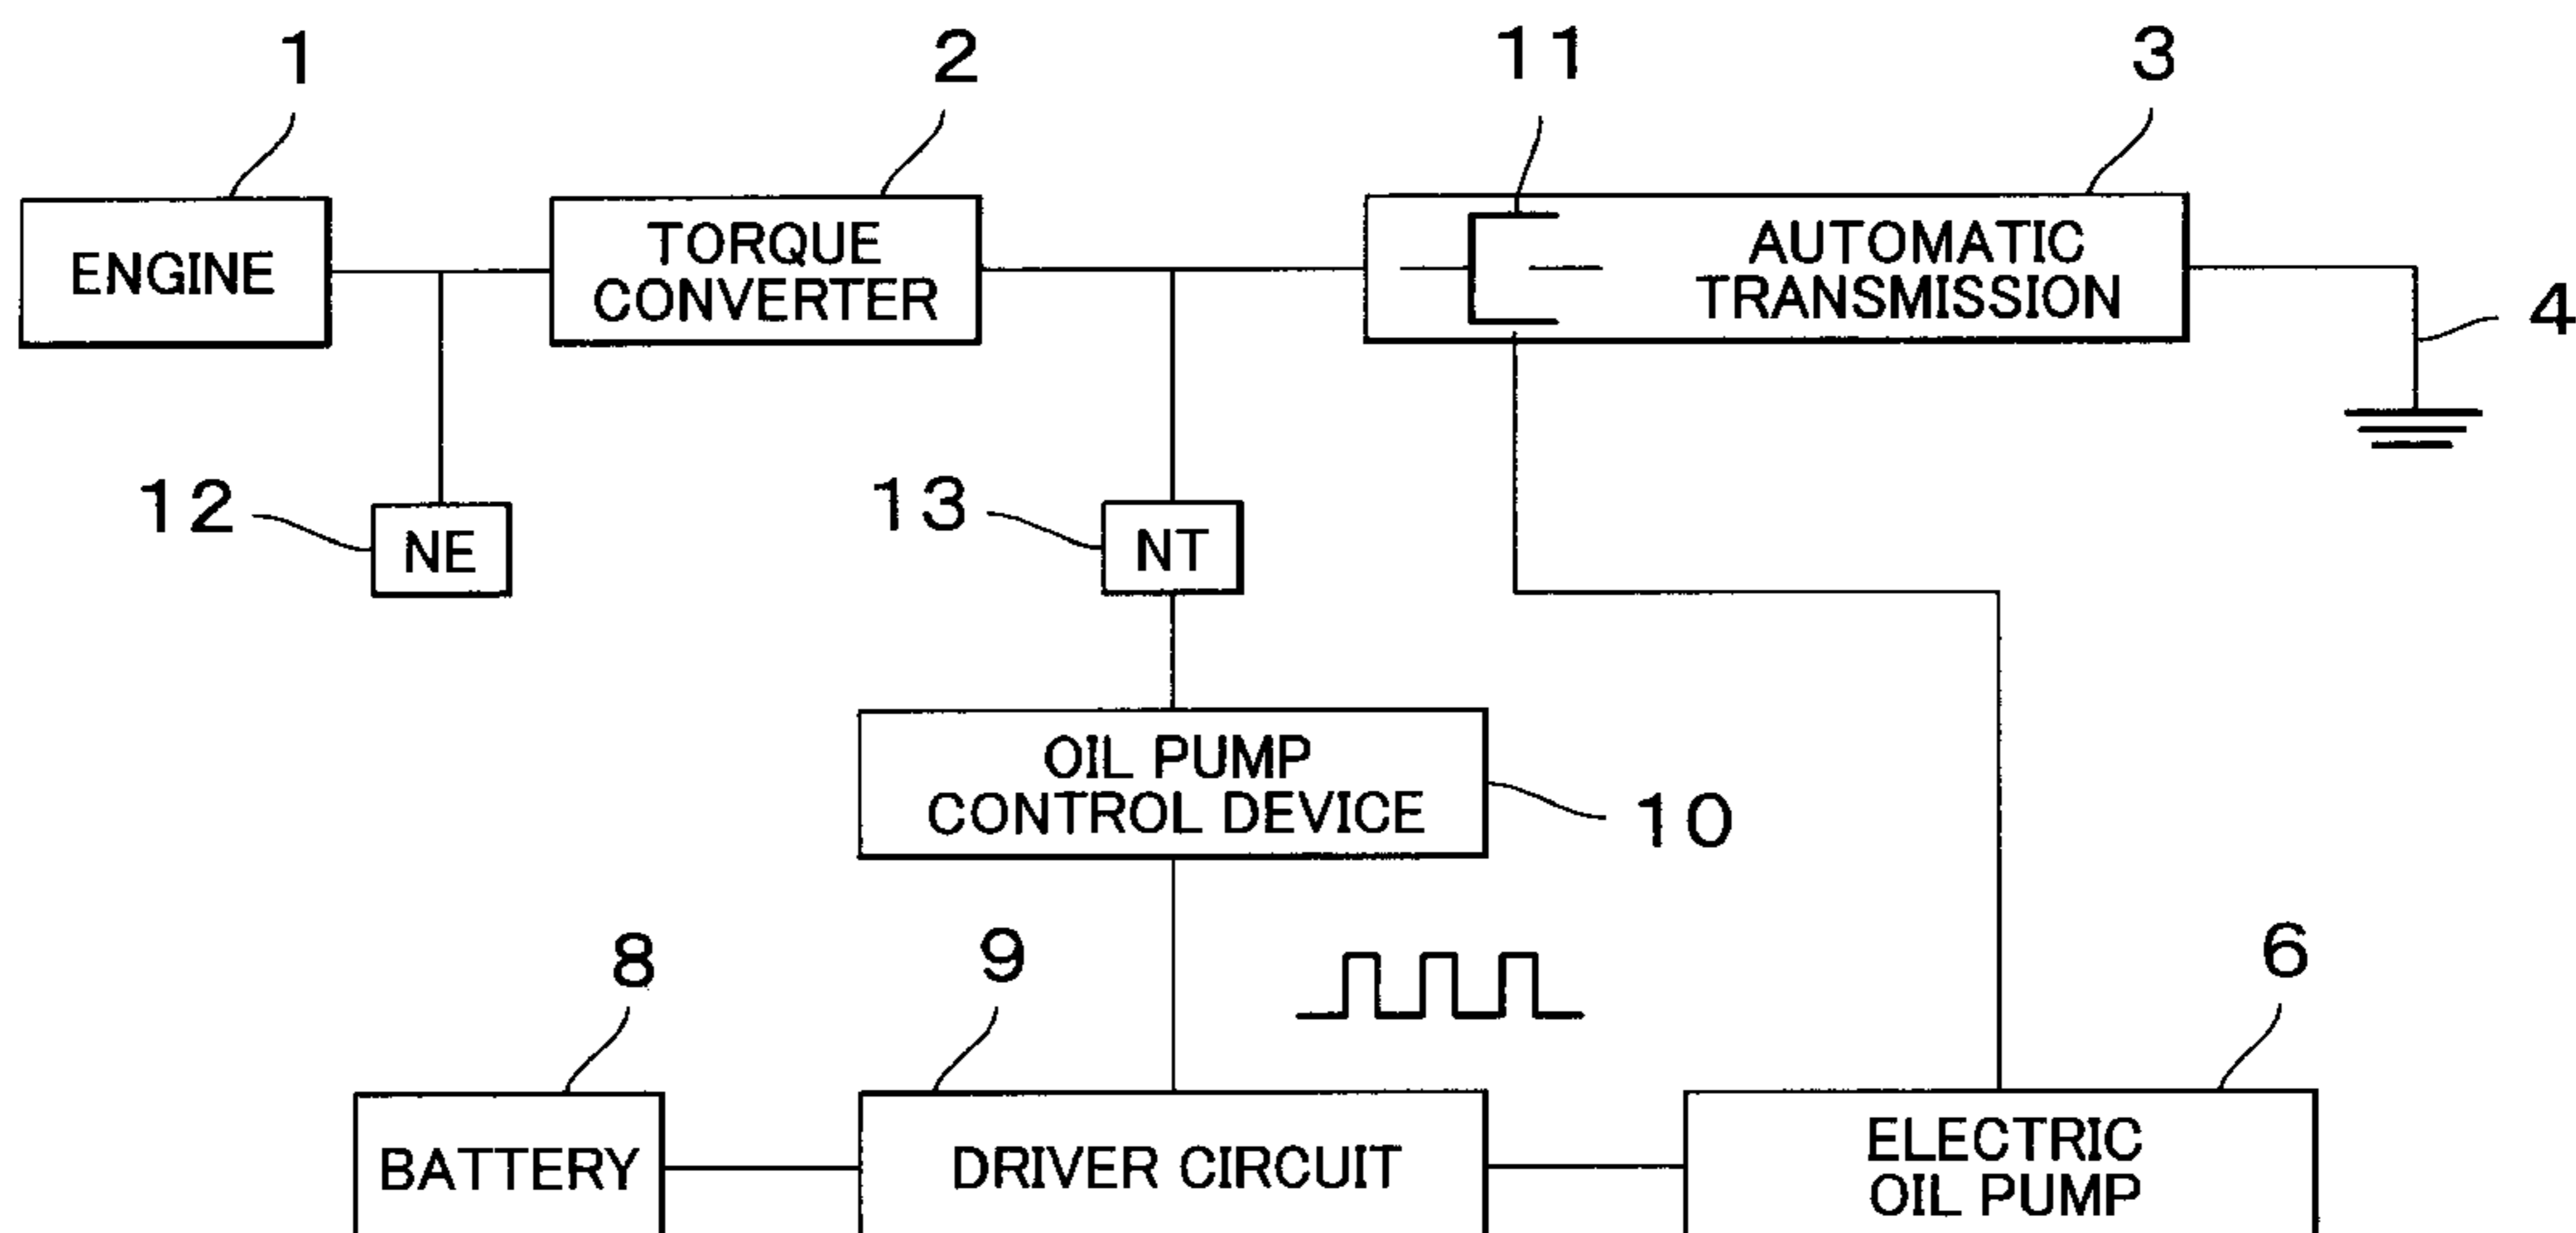 1
2
11
3
ENGINE
TORQUE
CONVERTER
AUTOMATIC
TRANSMISSION
4
12
NE
13
NT
OIL PUMP
CONTROL DEVICE
10
8
9
6
BATTERY
DRIVER CIRCUIT
ELECTRIC
OIL PUMP